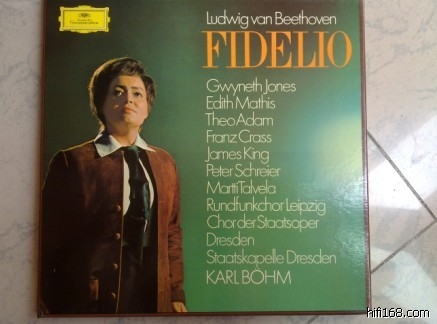 Ludwig van Beethoven
FIDELIO
Gwyneth Jones
Edith Mathis
Theo Adam
Franz Crass
James King
Peter Schreier
Martti Talvela
Rundfunkchor Leipzig
Chor der Staatsoper
Dresden
Staatskapelle Dresden
KARL BÖHM
hifi168.com